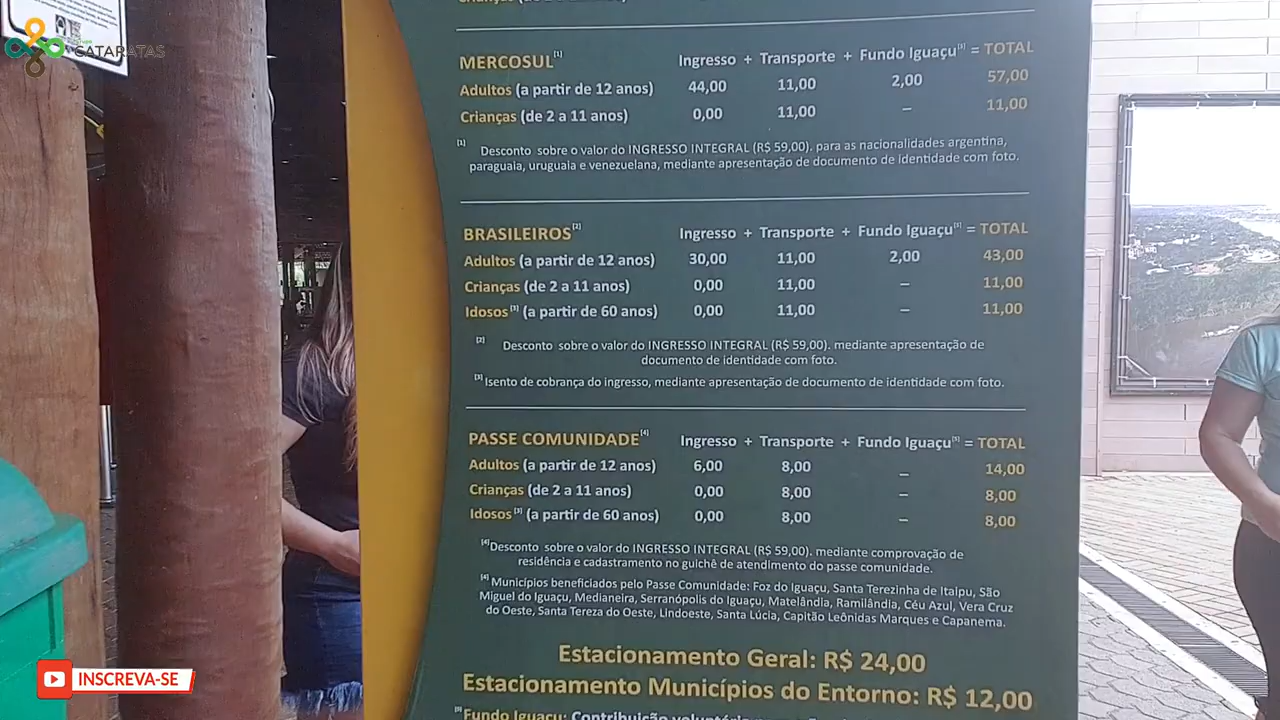 CATARATAS
MERCOSUL[1] Ingresso + Transporte + Fundo Iguaçu[3] = TOTAL
Adultos (a partir de 12 anos) 44,00 11,00 2,00 57,00
Crianças (de 2 a 11 anos) 0,00 11,00 – 11,00
[1] Desconto sobre o valor do INGRESSO INTEGRAL (R$ 59,00). para as nacionalidades argentina,
paraguaia, uruguaia e venezuelana, mediante apresentação de documento de identidade com foto.
BRASILEIROS[2] Ingresso + Transporte + Fundo Iguaçu[5] = TOTAL
Adultos (a partir de 12 anos) 30,00 11,00 2,00 43,00
Crianças (de 2 a 11 anos) 0,00 11,00 – 11,00
Idosos[3] (a partir de 60 anos) 0,00 11,00 – 11,00
[2] Desconto sobre o valor do INGRESSO INTEGRAL (R$ 59,00). mediante apresentação de
documento de identidade com foto.
[3] Isento de cobrança do ingresso, mediante apresentação de documento de identidade com foto.
PASSE COMUNIDADE[4] Ingresso + Transporte + Fundo Iguaçu[5] = TOTAL
Adultos (a partir de 12 anos) 6,00 8,00 – 14,00
Crianças (de 2 a 11 anos) 0,00 8,00 – 8,00
Idosos[3] (a partir de 60 anos) 0,00 8,00 – 8,00
[4] Desconto sobre o valor do INGRESSO INTEGRAL (R$ 59,00). mediante comprovação de
residência e cadastramento no guichê de atendimento do passe comunidade.
[4] Municípios beneficiados pelo Passe Comunidade: Foz do Iguaçu, Santa Terezinha de Itaipu, São
Miguel do Iguaçu, Medianeira, Serranópolis do Iguaçu, Matelândia, Ramilândia, Céu Azul, Vera Cruz
do Oeste, Santa Tereza do Oeste, Lindoeste, Santa Lúcia, Capitão Leônidas Marques e Capanema.
Estacionamento Geral: R$ 24,00
Estacionamento Municípios do Entorno: R$ 12,00
[5] Fundo Iguaçu: Contribuição voluntária
INSCREVA-SE